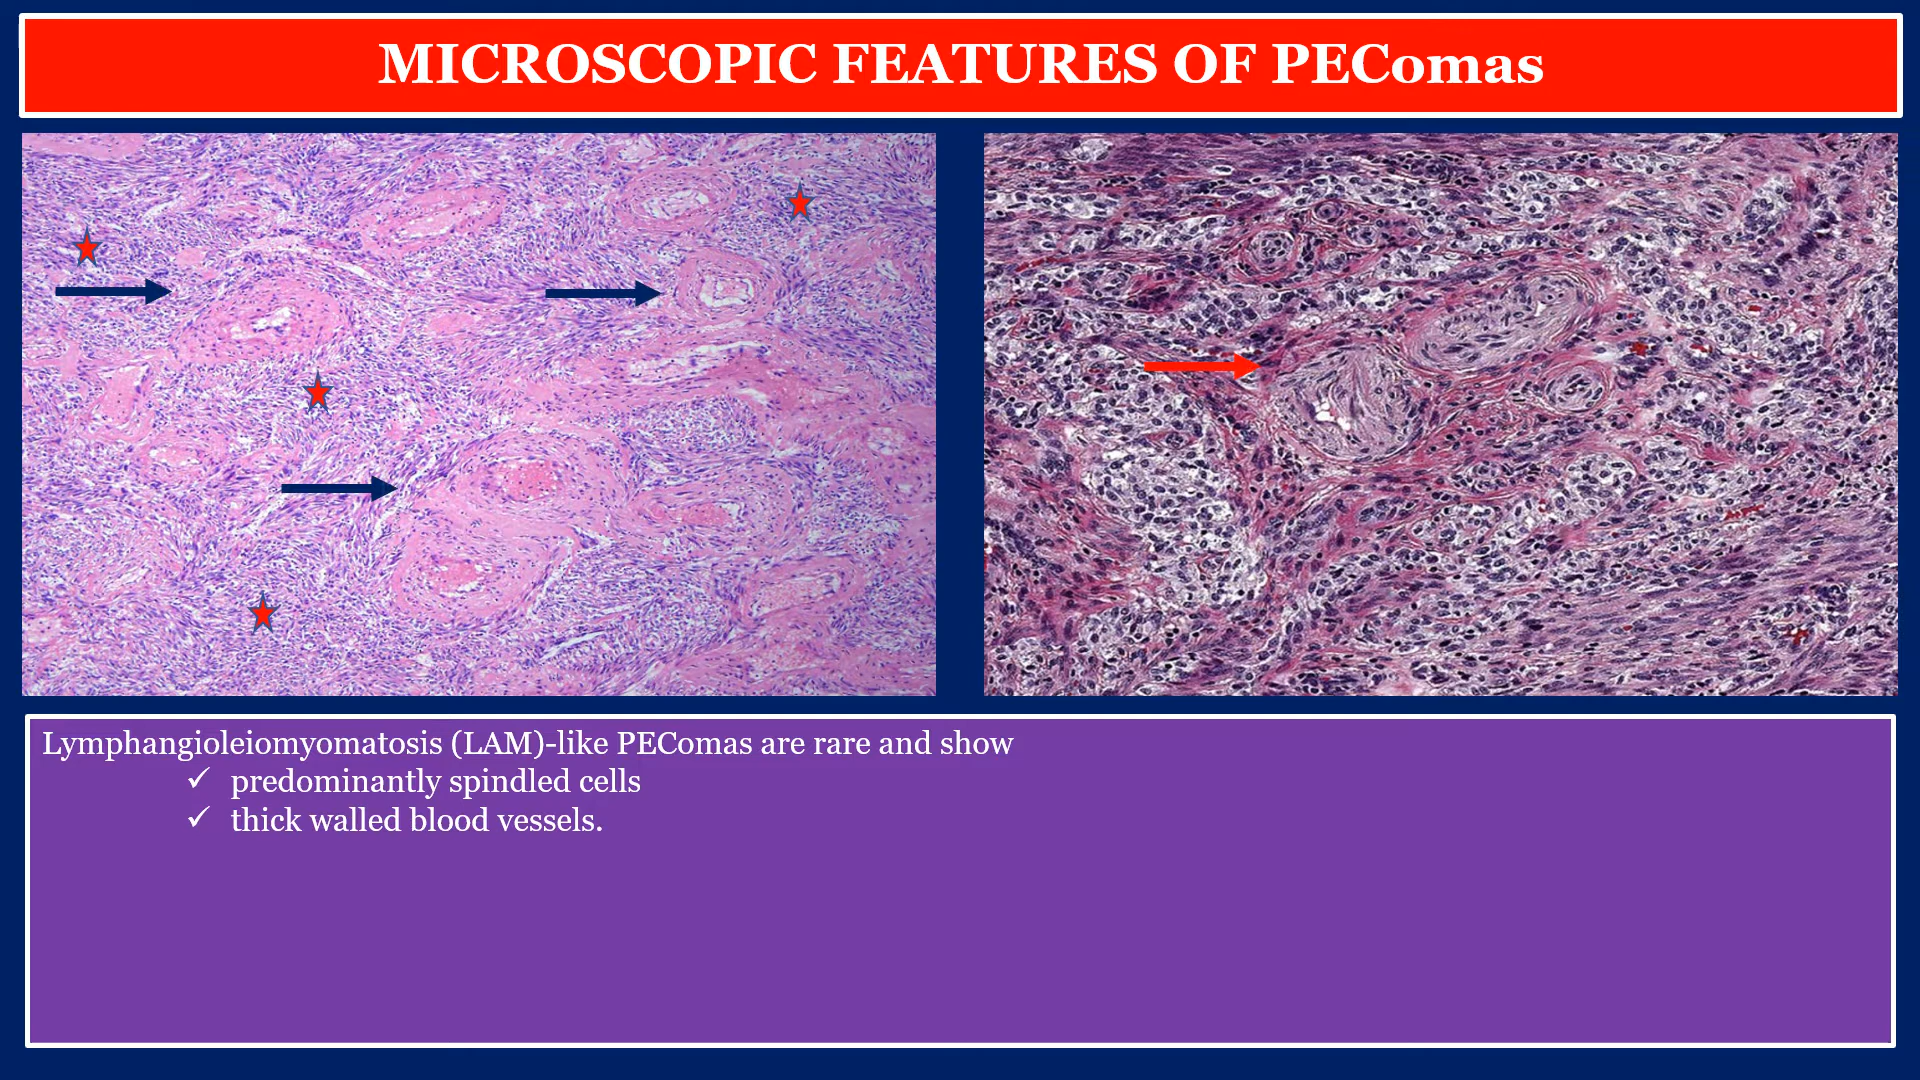 MICROSCOPIC FEATURES OF PEComas
Lymphangioleiomyomatosis (LAM)-like PEComas are rare and show
✓ predominantly spindled cells
✓ thick walled blood vessels.